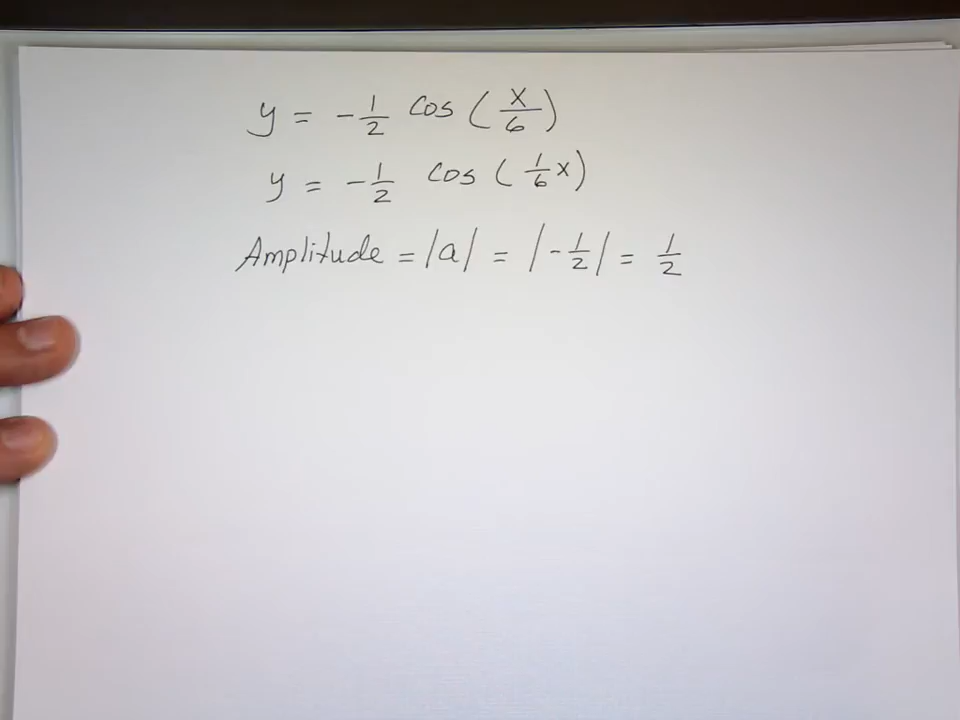 y = -1/2 cos (x/6)
y = -1/2 cos (1/6 x)
Amplitude = |a| = |-1/2| = 1/2